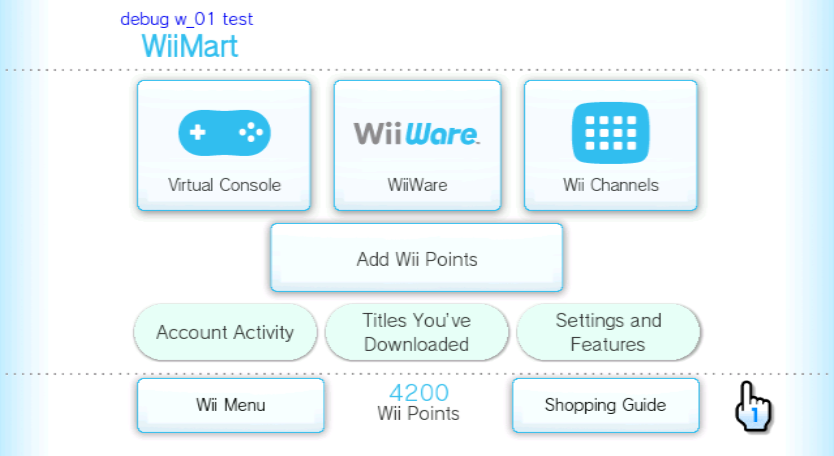 debug w_01 test
WiiMart
WiiWare
Virtual Console
WiiWare
Wii Channels
Add Wii Points
Account Activity
Titles You've
Downloaded
Settings and
Features
Wii Menu
4200
Wii Points
Shopping Guide
1